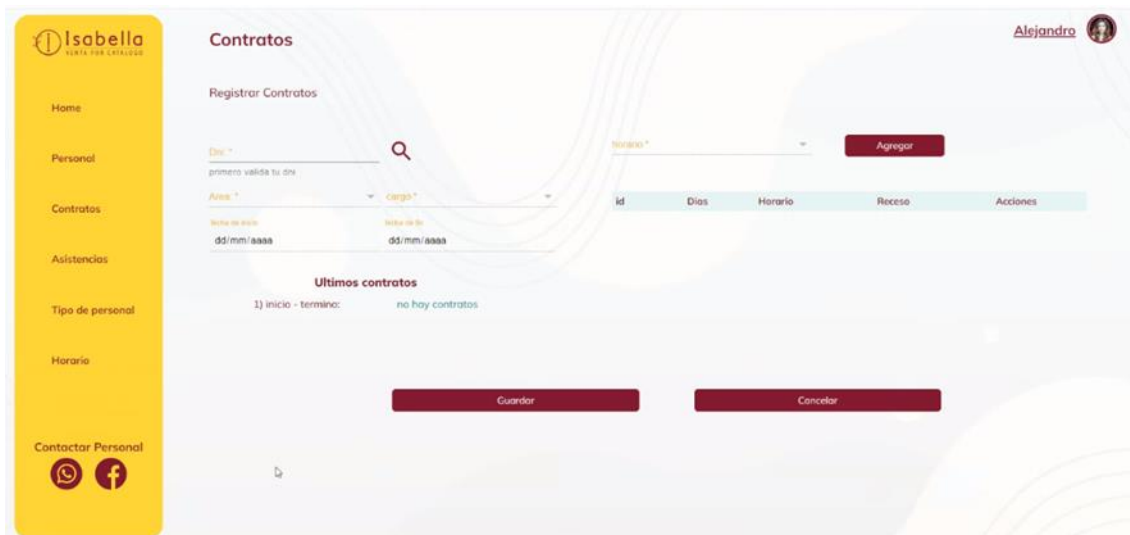 Isabella
VENTA POR CATALOGO
Home
Personal
Contratos
Asistencias
Tipo de personal
Horario
Contactar Personal
Contratos
Alejandro
Registrar Contratos
Dni: *
primero valida tu dni
Area: *
cargo *
fecha de inicio
fecha de fin
dd/mm/aaaa
dd/mm/aaaa
Ultimos contratos
1) inicio - termino:
no hay contratos
horario *
Agregar
id
Dias
Horario
Receso
Acciones
Guardar
Cancelar